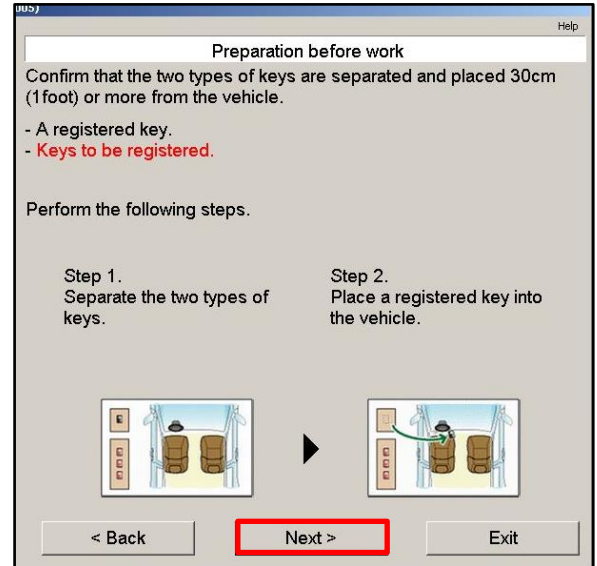 005)
Help
Preparation before work
Confirm that the two types of keys are separated and placed 30cm
(1foot) or more from the vehicle.
- A registered key.
- Keys to be registered.
Perform the following steps.
Step 1.
Separate the two types of
keys.
Step 2.
Place a registered key into
the vehicle.
< Back
Next >
Exit